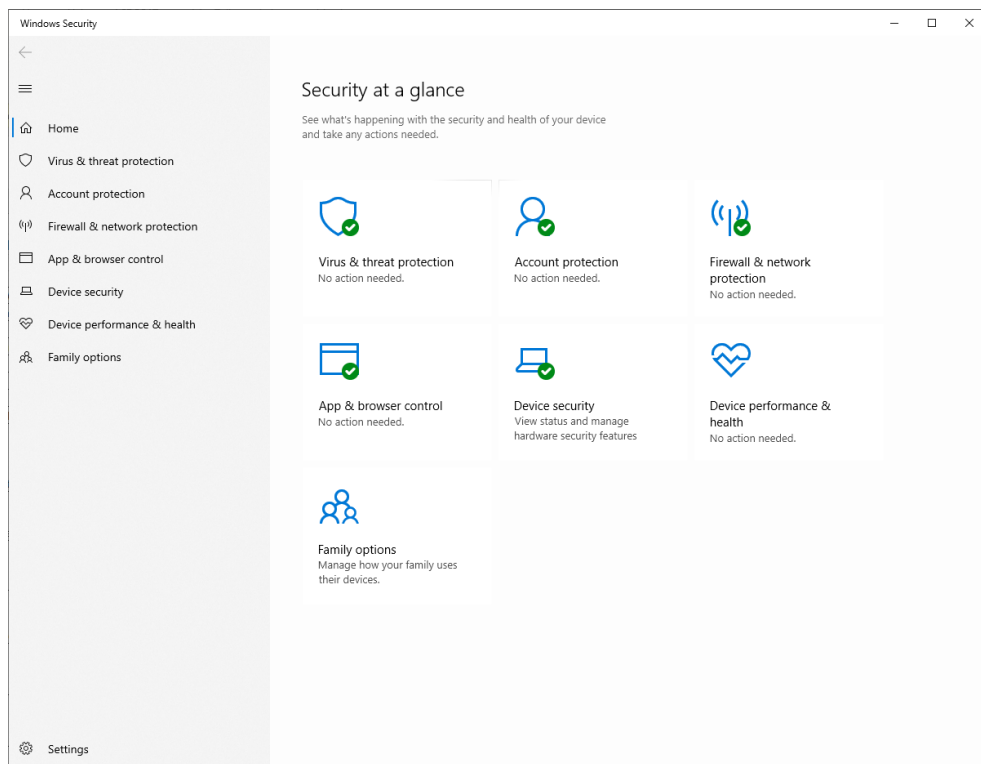 Windows Security
Home
Virus & threat protection
Account protection
Firewall & network protection
App & browser control
Device security
Device performance & health
Family options
Settings
Security at a glance
See what's happening with the security and health of your device
and take any actions needed.
Virus & threat protection
No action needed.
Account protection
No action needed.
Firewall & network
protection
No action needed.
App & browser control
No action needed.
Device security
View status and manage
hardware security features
Device performance &
health
No action needed.
Family options
Manage how your family uses
their devices.